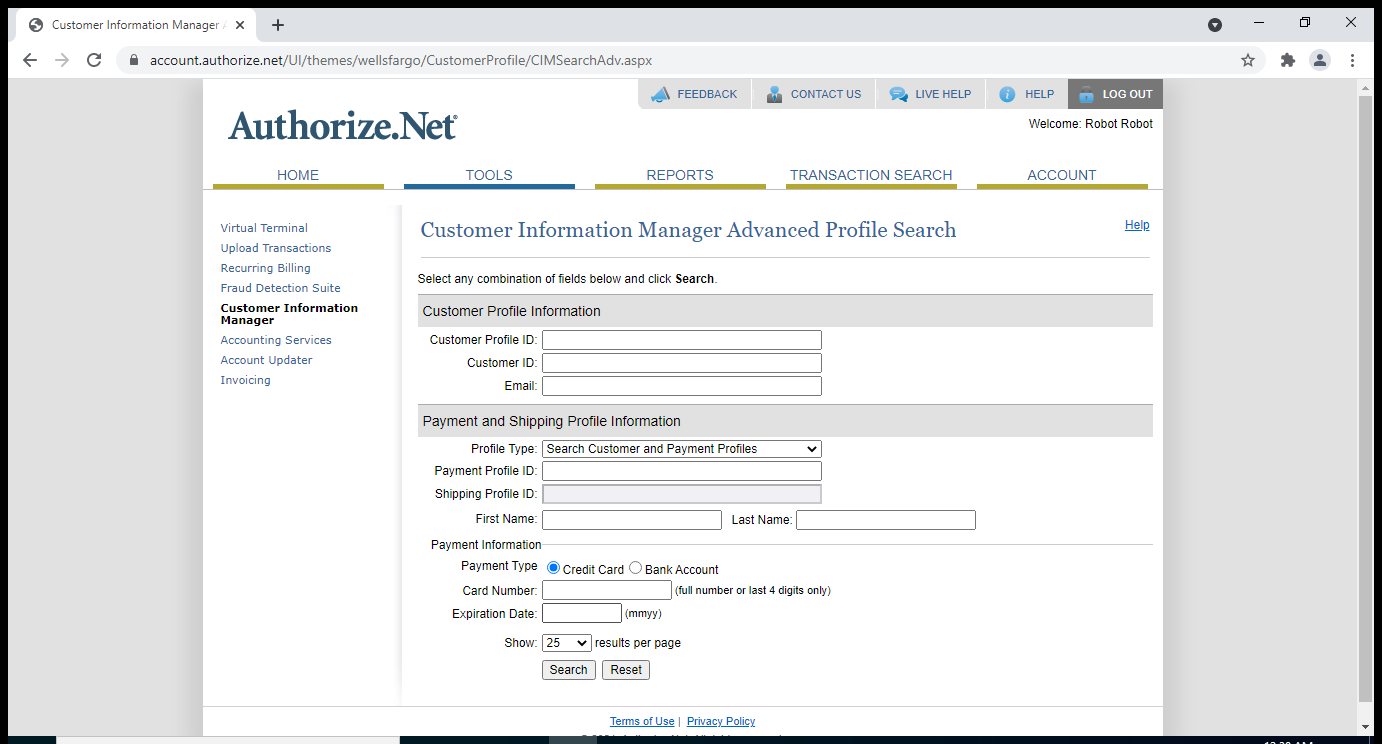 Customer Information Manager
account.authorize.net/UI/themes/wellsfargo/CustomerProfile/CIMSearchAdv.aspx
FEEDBACK
CONTACT US
LIVE HELP
HELP
LOG OUT
Authorize.Net
Welcome: Robot Robot
HOME
TOOLS
REPORTS
TRANSACTION SEARCH
ACCOUNT
Virtual Terminal
Upload Transactions
Recurring Billing
Fraud Detection Suite
Customer Information
Manager
Accounting Services
Account Updater
Invoicing
Customer Information Manager Advanced Profile Search
Help
Select any combination of fields below and click Search.
Customer Profile Information
Customer Profile ID:
Customer ID:
Email:
Payment and Shipping Profile Information
Profile Type: Search Customer and Payment Profiles
Payment Profile ID:
Shipping Profile ID:
First Name: Last Name:
Payment Information
Payment Type Credit Card Bank Account
Card Number: (full number or last 4 digits only)
Expiration Date: (mmyy)
Show: 25 results per page
Search Reset
Terms of Use | Privacy Policy